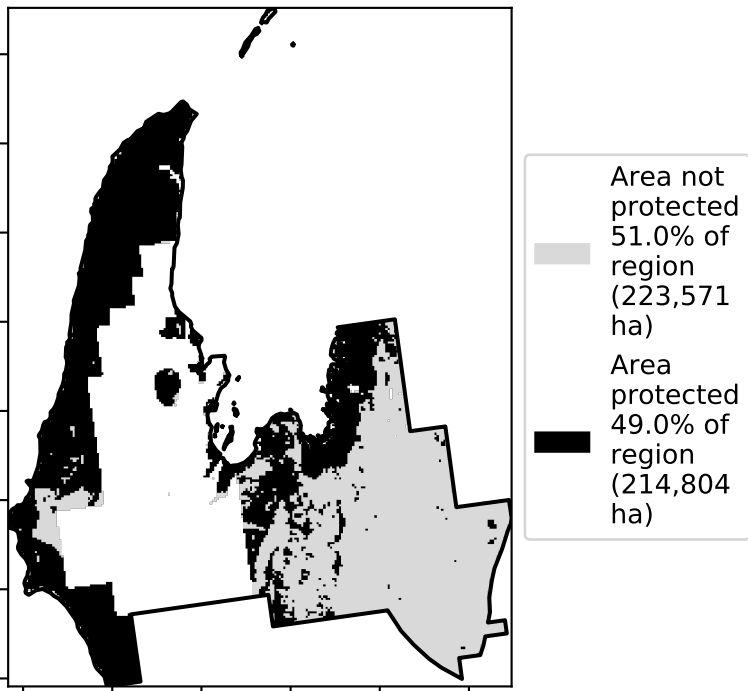 Area not
protected
51.0% of
region
(223,571
ha)
Area
protected
49.0% of
region
(214,804
ha)